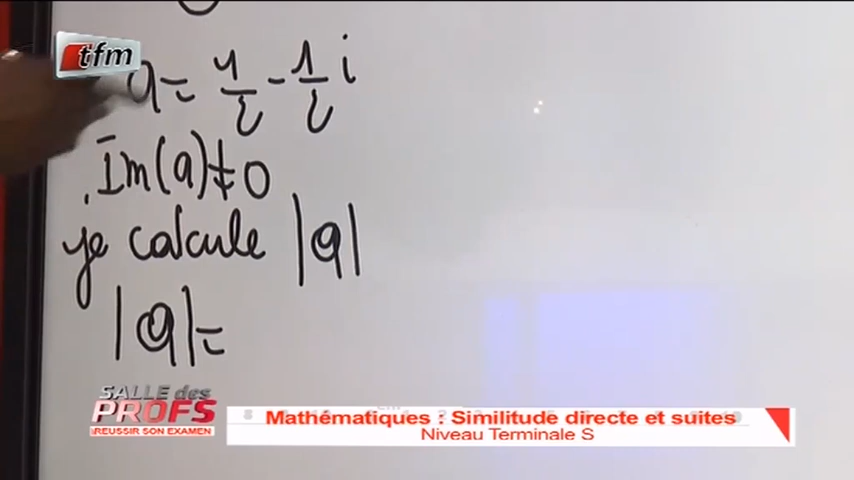 tfm
a = 1/2 - 1/2 i
Im(a) ≠ 0
je calcule |a|
|a| =
SALLE des
PROFS
REUSSIR SON EXAMEN
Mathématiques : Similitude directe et suites
Niveau Terminale S